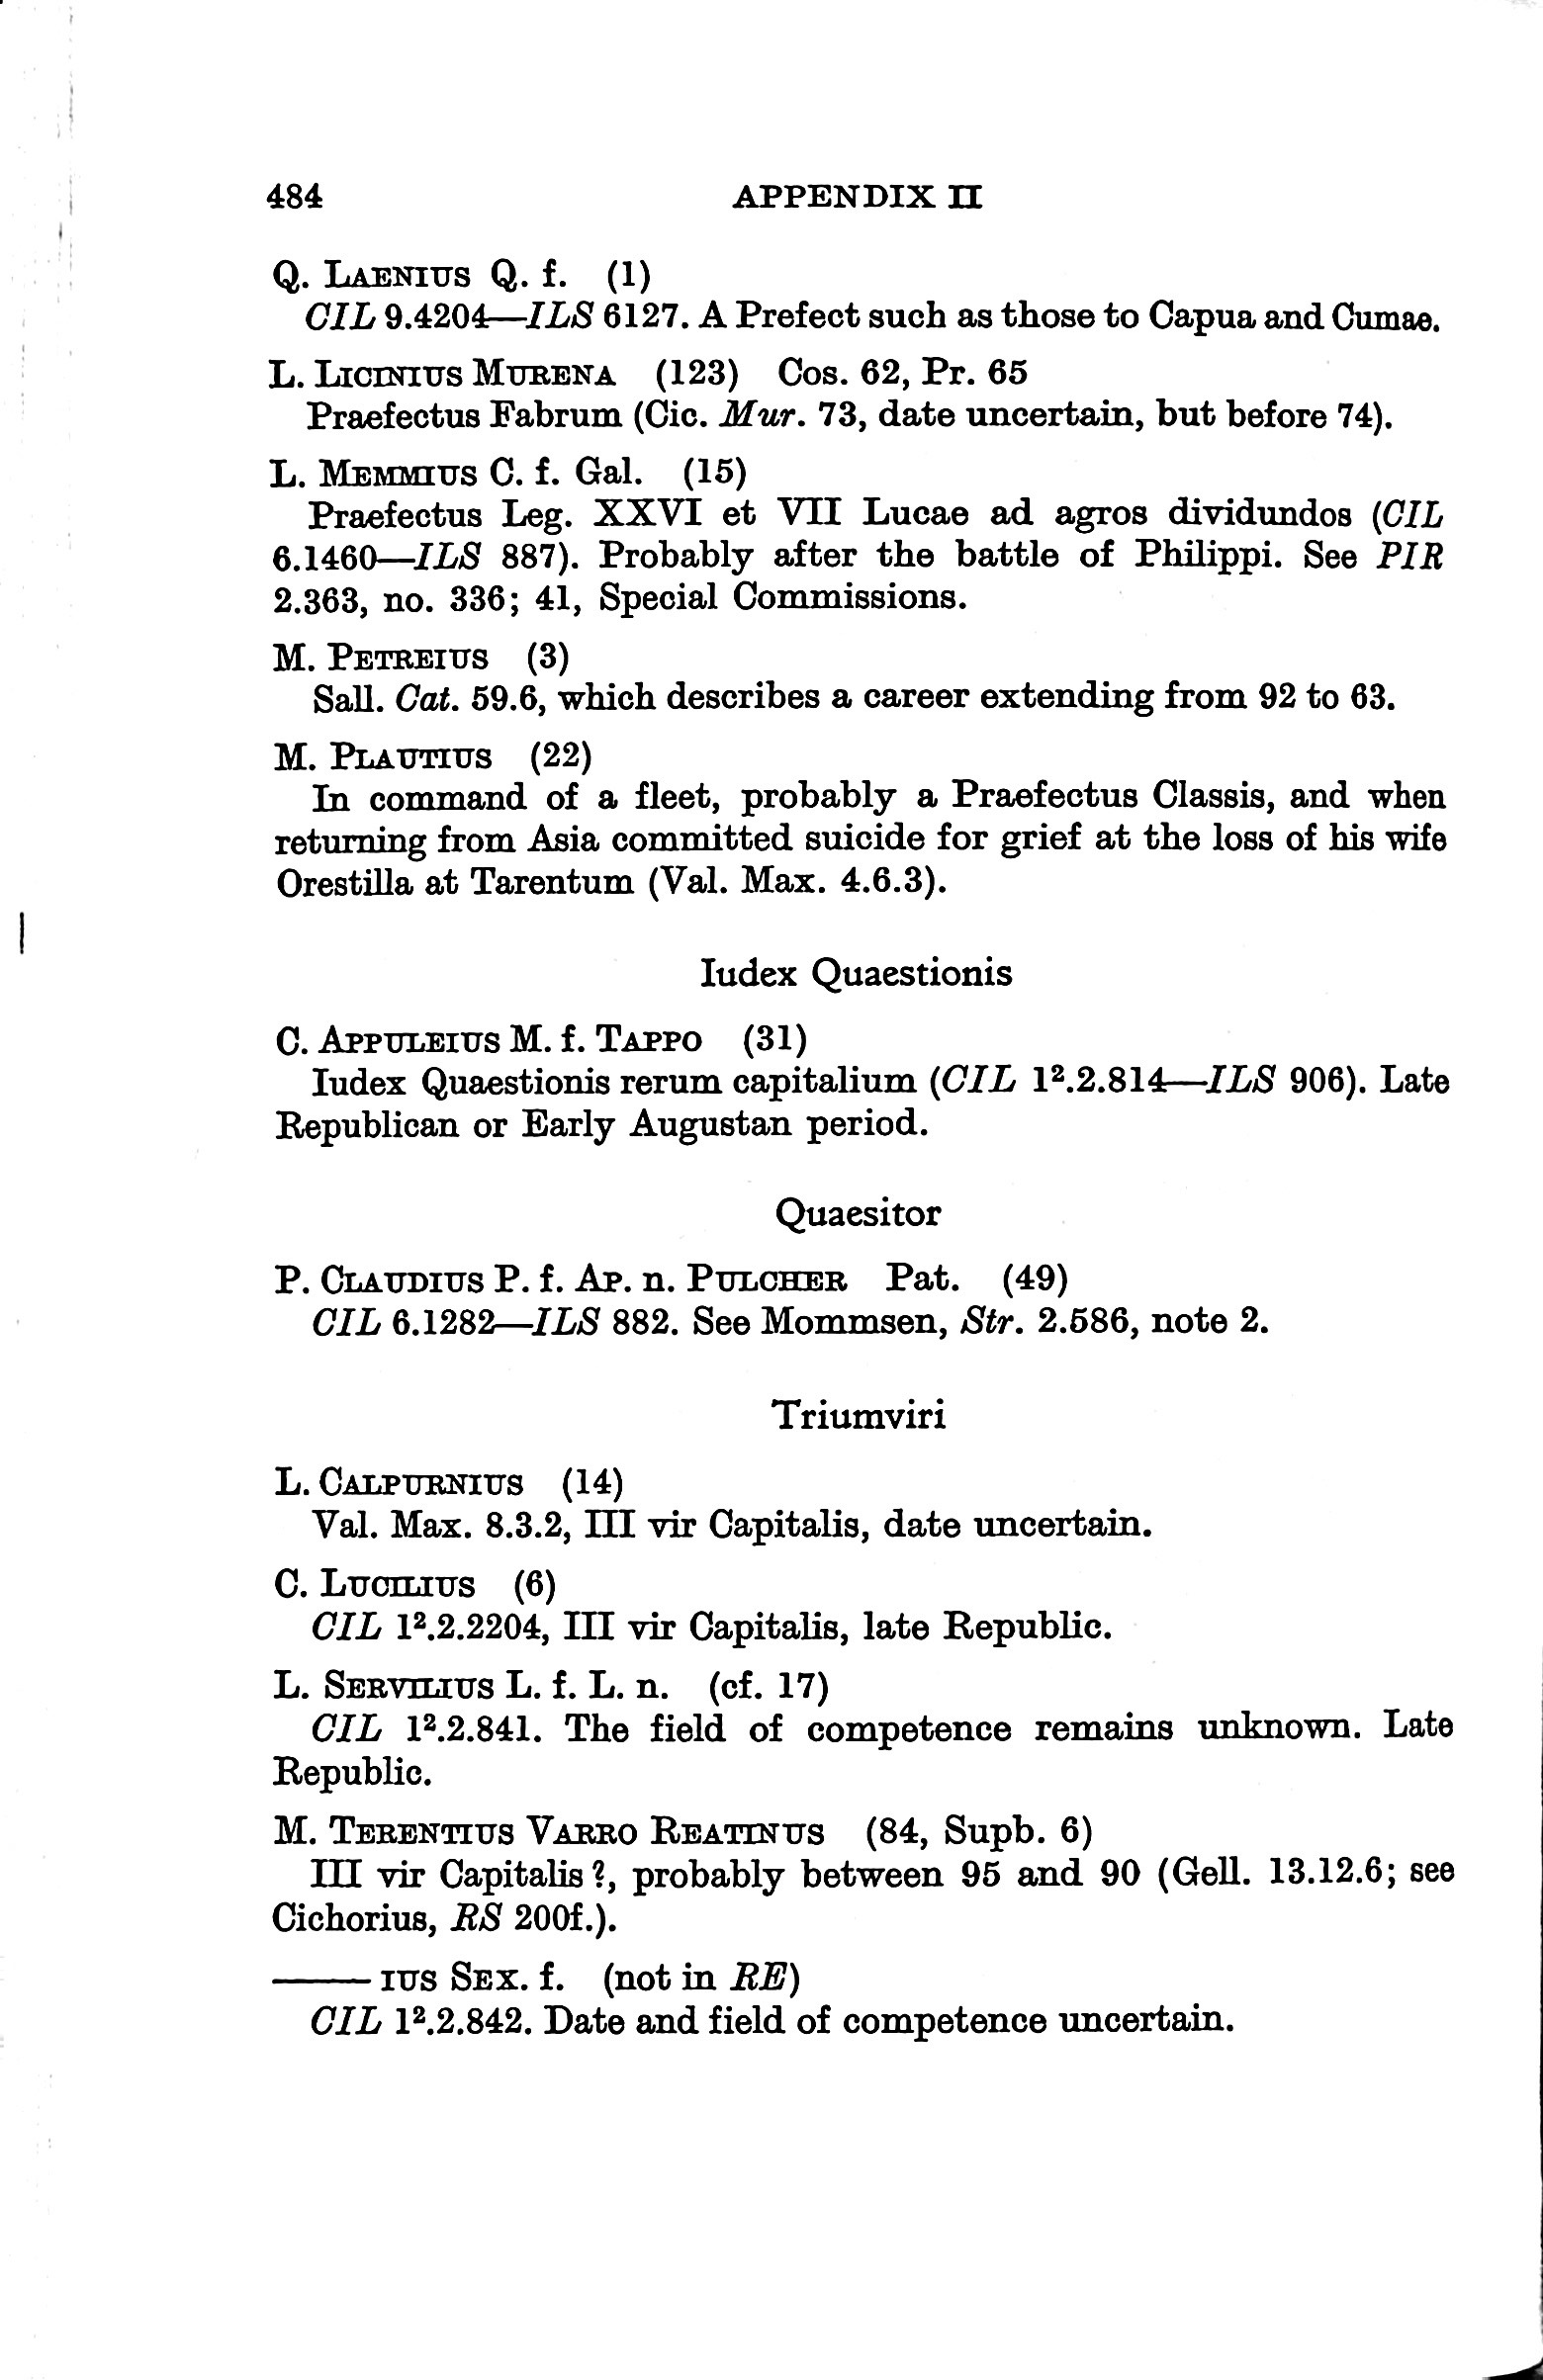 484 APPENDIX II
Q. LAENIUS Q. f. (1)
CIL 9.4204—ILS 6127. A Prefect such as those to Capua and Cumae.
L. LICINIUS MURENA (123) Cos. 62, Pr. 65
Praefectus Fabrum (Cic. Mur. 73, date uncertain, but before 74).
L. MEMMIUS C. f. Gal. (15)
Praefectus Leg. XXVI et VII Lucae ad agros dividundos (CIL
6.1460—ILS 887). Probably after the battle of Philippi. See PIR
2.363, no. 336; 41, Special Commissions.
M. PETREIUS (3)
Sall. Cat. 59.6, which describes a career extending from 92 to 63.
M. PLAUTIUS (22)
In command of a fleet, probably a Praefectus Classis, and when
returning from Asia committed suicide for grief at the loss of his wife
Orestilla at Tarentum (Val. Max. 4.6.3).
Iudex Quaestionis
C. APPULEIUS M. f. TAPPO (31)
Iudex Quaestionis rerum capitalium (CIL 1².2.814—ILS 906). Late
Republican or Early Augustan period.
Quaesitor
P. CLAUDIUS P. f. AP. n. PULCHER Pat. (49)
CIL 6.1282—ILS 882. See Mommsen, Str. 2.586, note 2.
Triumviri
L. CALPURNIUS (14)
Val. Max. 8.3.2, III vir Capitalis, date uncertain.
C. LUCILIUS (6)
CIL 1².2.2204, III vir Capitalis, late Republic.
L. SERVILIUS L. f. L. n. (cf. 17)
CIL 1².2.841. The field of competence remains unknown. Late
Republic.
M. TERENTIUS VARRO REATINUS (84, Supb. 6)
III vir Capitalis?, probably between 95 and 90 (Gell. 13.12.6; see
Cichorius, RS 200f.).
——— IUS SEX. f. (not in RE)
CIL 1².2.842. Date and field of competence uncertain.